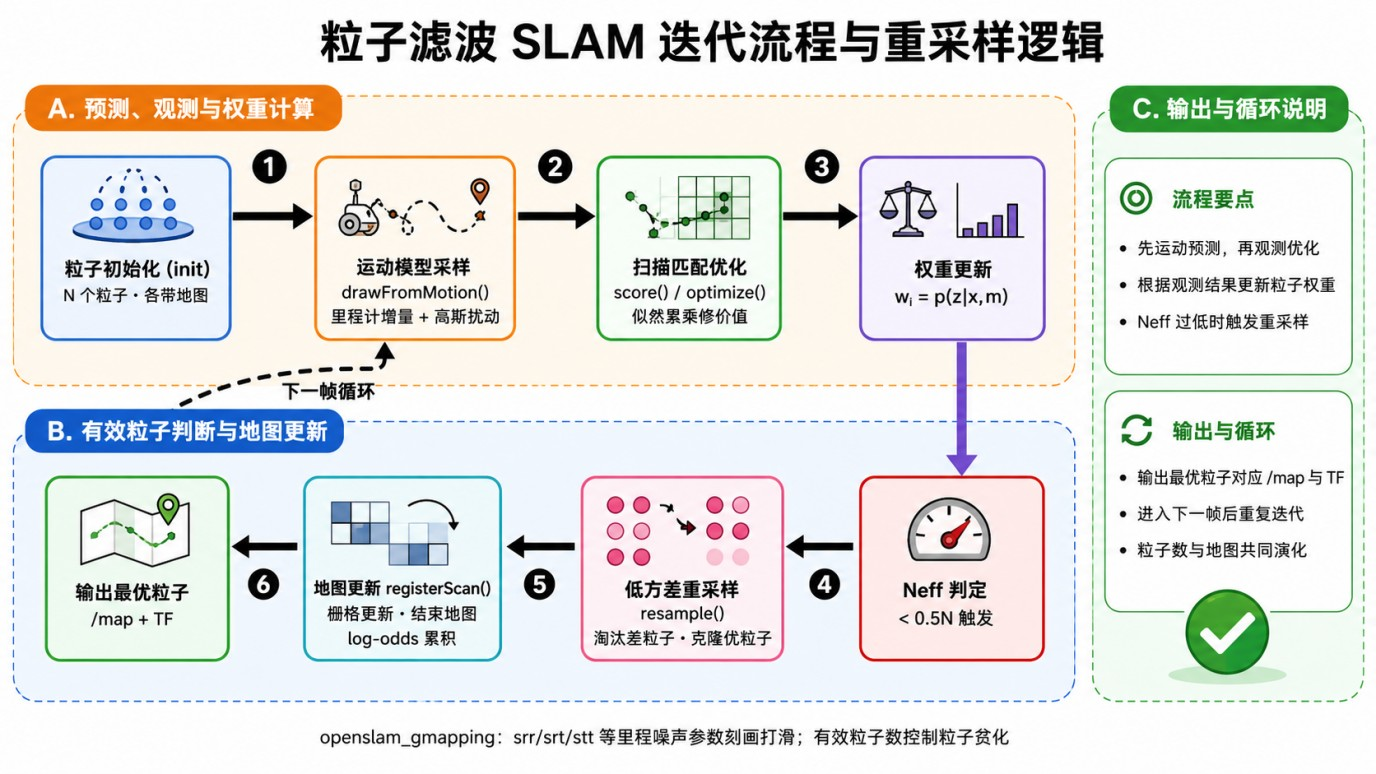 粒子滤波 SLAM 迭代流程与重采样逻辑
A. 预测、观测与权重计算
1
2
3
粒子初始化 (init)
N 个粒子·各带地图
运动模型采样
drawFromMotion()
里程计增量 + 高斯扰动
扫描匹配优化
score() / optimize()
似然累乘修价值
权重更新
wᵢ = p(z|x,m)
下一帧循环
B. 有效粒子判断与地图更新
输出最优粒子
/map + TF
6
地图更新 registerScan()
栅格更新·结束地图
log-odds 累积
5
低方差重采样
resample()
淘汰差粒子·克隆优粒子
4
Neff 判定
< 0.5N 触发
C. 输出与循环说明
流程要点
• 先运动预测，再观测优化
• 根据观测结果更新粒子权重
• Neff 过低时触发重采样
输出与循环
• 输出最优粒子对应 /map 与 TF
• 进入下一帧后重复迭代
• 粒子数与地图共同演化
openslam_gmapping：srr/srt/stt 等里程噪声参数刻画打滑；有效粒子数控制粒子贫化